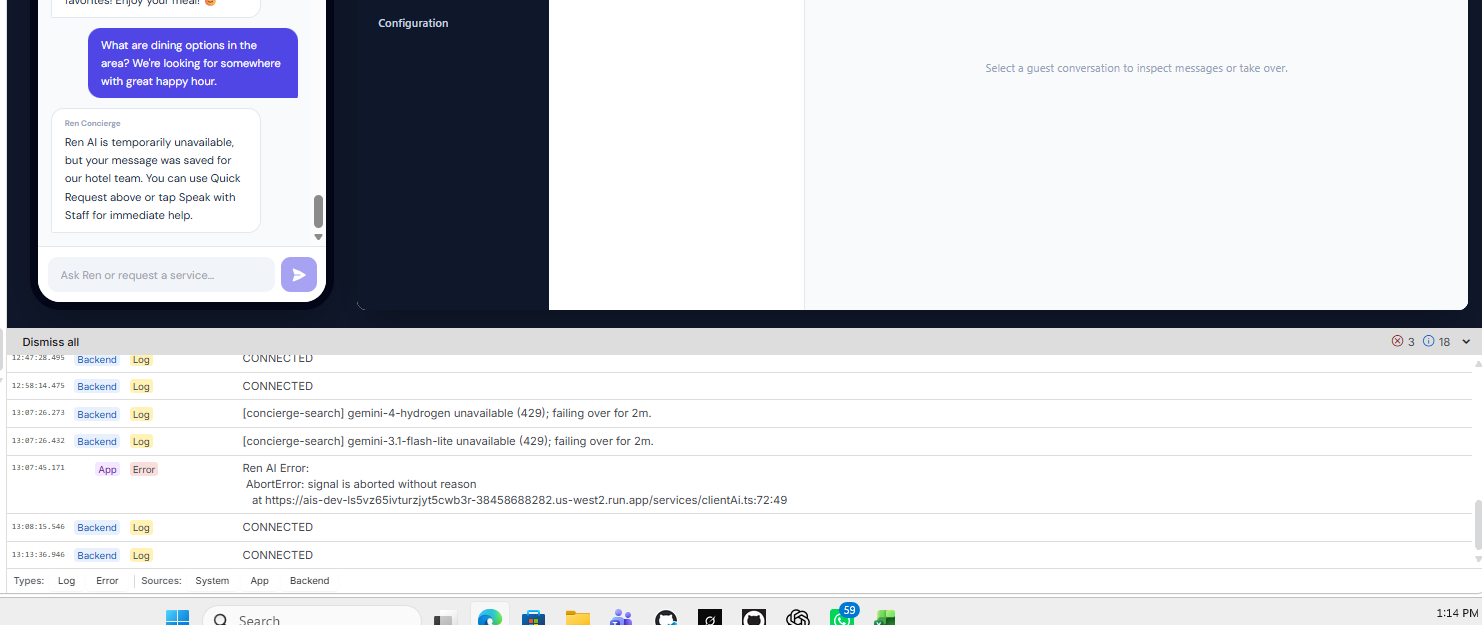 favorites! Enjoy your meal!
What are dining options in the
area? We're looking for somewhere
with great happy hour.
Ren Concierge
Ren AI is temporarily unavailable,
but your message was saved for
our hotel team. You can use Quick
Request above or tap Speak with
Staff for immediate help.
Ask Ren or request a service...
Configuration
Select a guest conversation to inspect messages or take over.
Dismiss all
3 18
12:47:28.495 Backend Log CONNECTED
12:58:14.475 Backend Log CONNECTED
13:07:26.273 Backend Log [concierge-search] gemini-4-hydrogen unavailable (429); failing over for 2m.
13:07:26.432 Backend Log [concierge-search] gemini-3.1-flash-lite unavailable (429); failing over for 2m.
13:07:45.171 App Error Ren AI Error:
AbortError: signal is aborted without reason
at https://ais-dev-ls5vz65ivturzjyt5cwb3r-38458688282.us-west2.run.app/services/clientAi.ts:72:49
13:08:15.546 Backend Log CONNECTED
13:13:36.946 Backend Log CONNECTED
Types: Log Error Sources: System App Backend
Search
59
1:14 PM